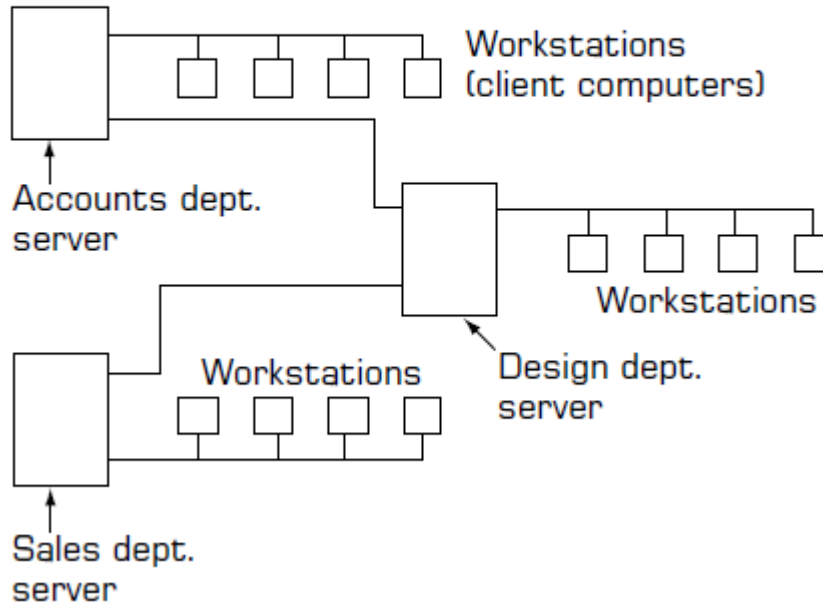 Workstations
(client computers)
Accounts dept.
server
Workstations
Workstations
Design dept.
server
Sales dept.
server